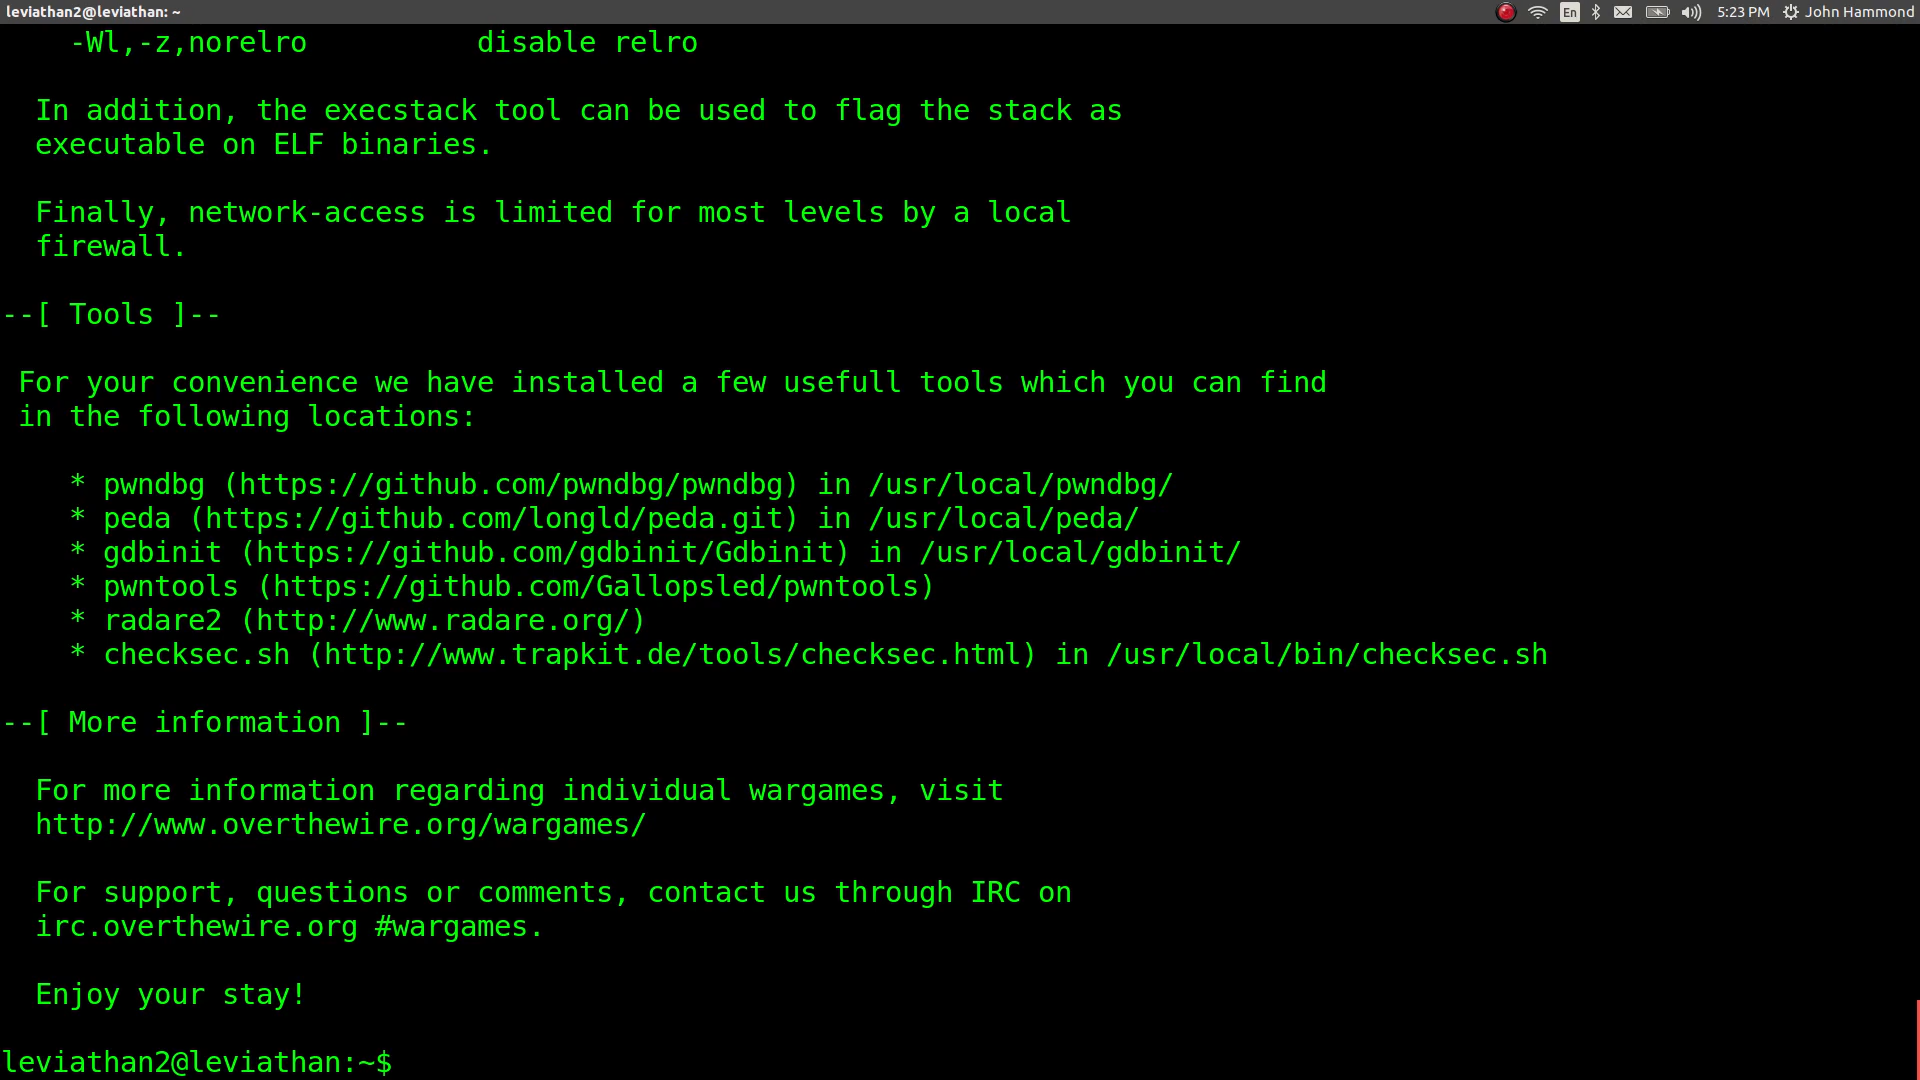 leviathan2@leviathan: ~
En
5:23 PM
John Hammond
-Wl,-z,norelro          disable relro
In addition, the execstack tool can be used to flag the stack as
executable on ELF binaries.
Finally, network-access is limited for most levels by a local
firewall.
--[ Tools ]--
For your convenience we have installed a few usefull tools which you can find
in the following locations:
* pwndbg (https://github.com/pwndbg/pwndbg) in /usr/local/pwndbg/
* peda (https://github.com/longld/peda.git) in /usr/local/peda/
* gdbinit (https://github.com/gdbinit/Gdbinit) in /usr/local/gdbinit/
* pwntools (https://github.com/Gallopsled/pwntools)
* radare2 (http://www.radare.org/)
* checksec.sh (http://www.trapkit.de/tools/checksec.html) in /usr/local/bin/checksec.sh
--[ More information ]--
For more information regarding individual wargames, visit
http://www.overthewire.org/wargames/
For support, questions or comments, contact us through IRC on
irc.overthewire.org #wargames.
Enjoy your stay!
leviathan2@leviathan:~$